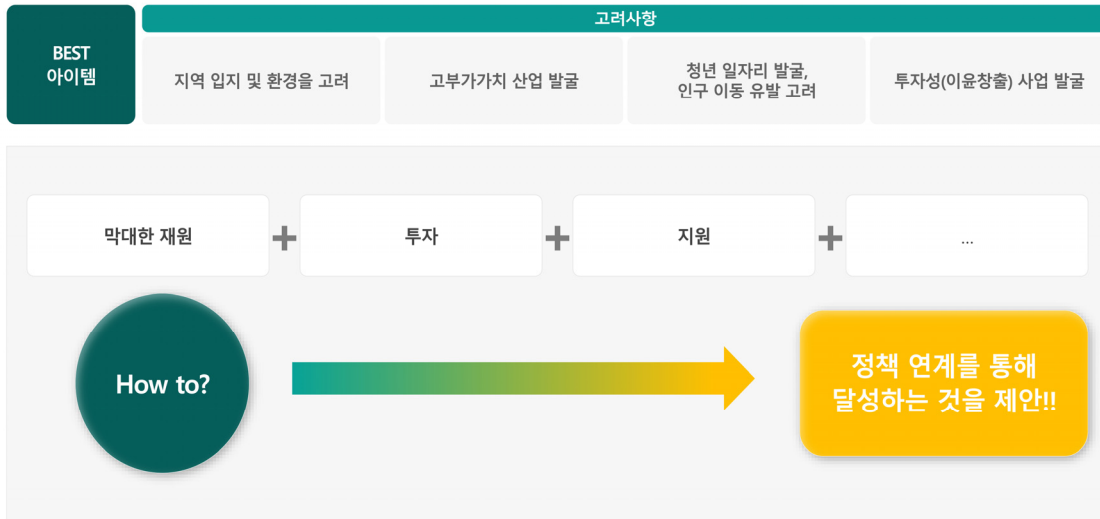 고려사항
BEST
아이템
지역 입지 및 환경을 고려
고부가가치 산업 발굴
청년 일자리 발굴,
인구 이동 유발 고려
투자성(이윤창출) 사업 발굴
막대한 재원
+
투자
+
지원
+
...
How to?
정책 연계를 통해
달성하는 것을 제안!!